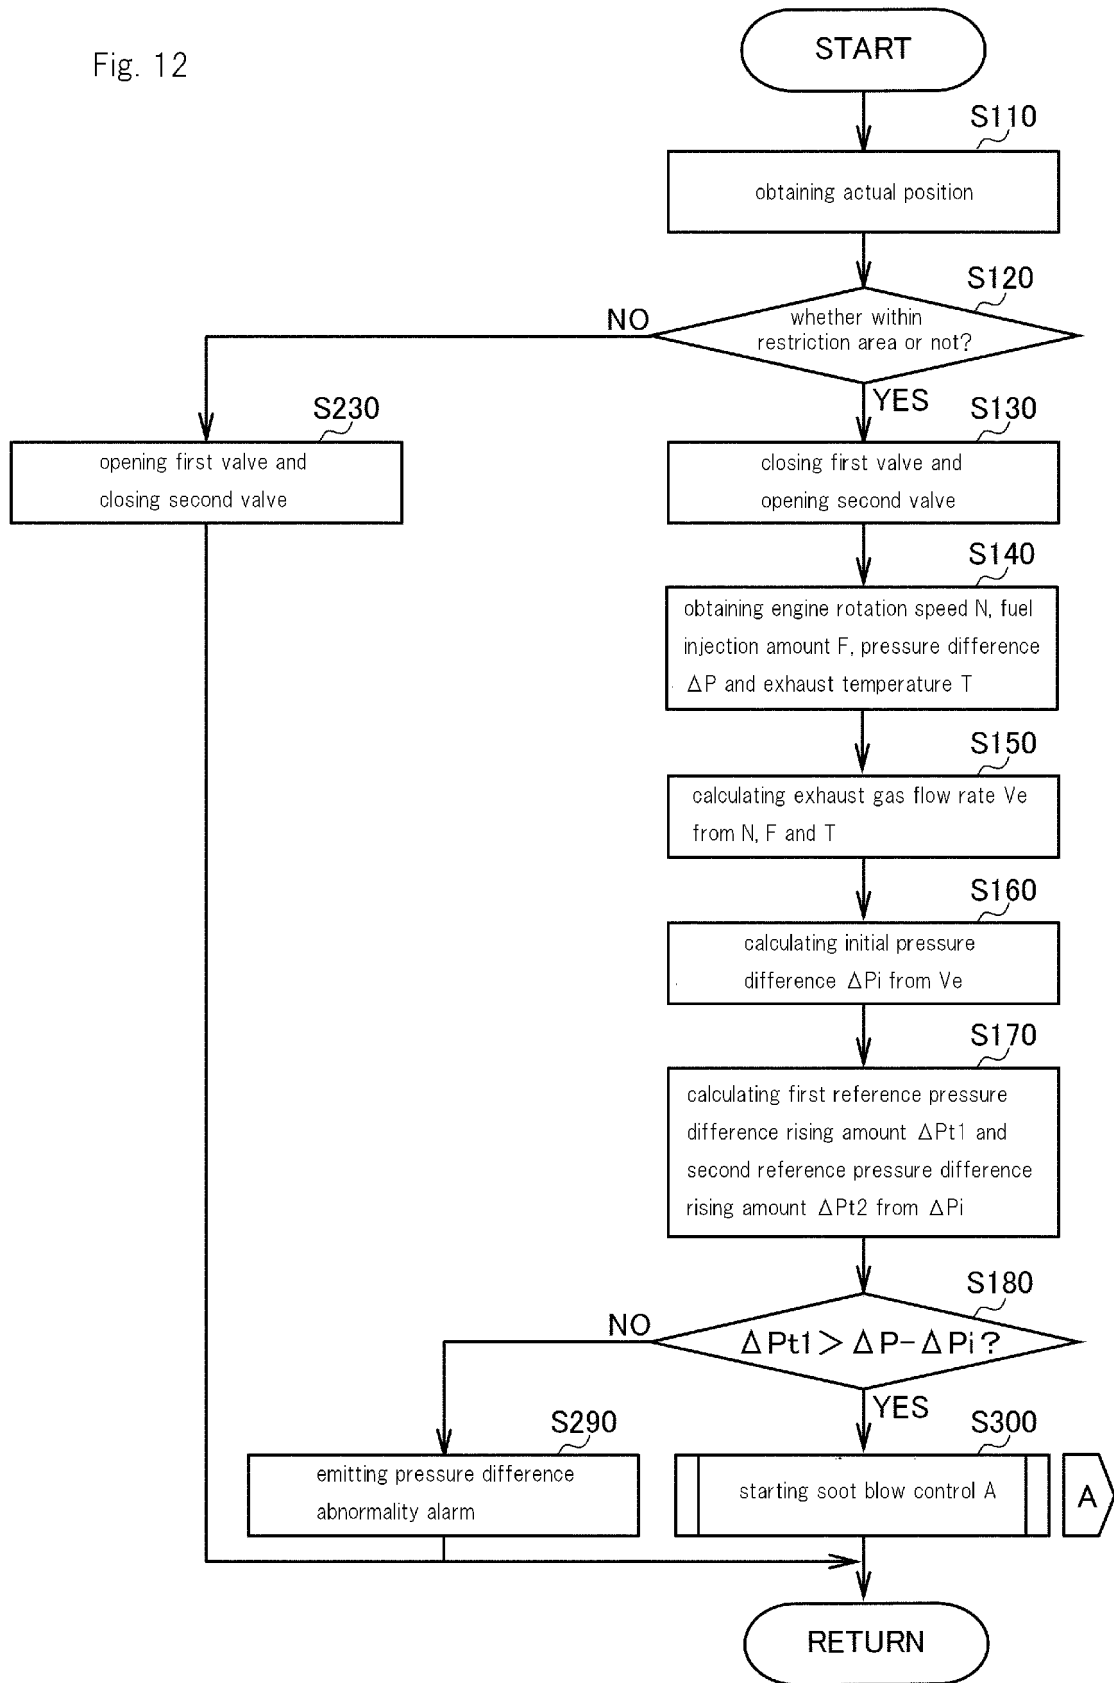 Fig. 12
START
S110
obtaining actual position
S120
whether within
restriction area or not?
NO
YES
S230
opening first valve and
closing second valve
S130
closing first valve and
opening second valve
S140
obtaining engine rotation speed N, fuel
injection amount F, pressure difference
ΔP and exhaust temperature T
S150
calculating exhaust gas flow rate Ve
from N, F and T
S160
calculating initial pressure
difference ΔPi from Ve
S170
calculating first reference pressure
difference rising amount ΔPt1 and
second reference pressure difference
rising amount ΔPt2 from ΔPi
S180
ΔPt1＞ΔP−ΔPi?
NO
YES
S290
emitting pressure difference
abnormality alarm
S300
starting soot blow control A
A
RETURN